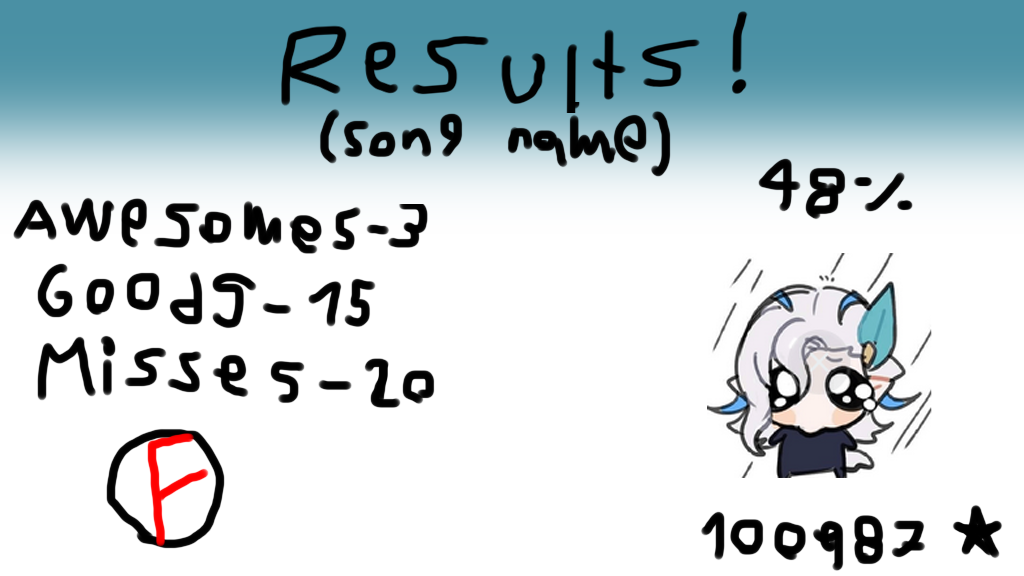 Results!
(song name)
48%
Awesomes-3
Goods-15
Misses-20
F
100987